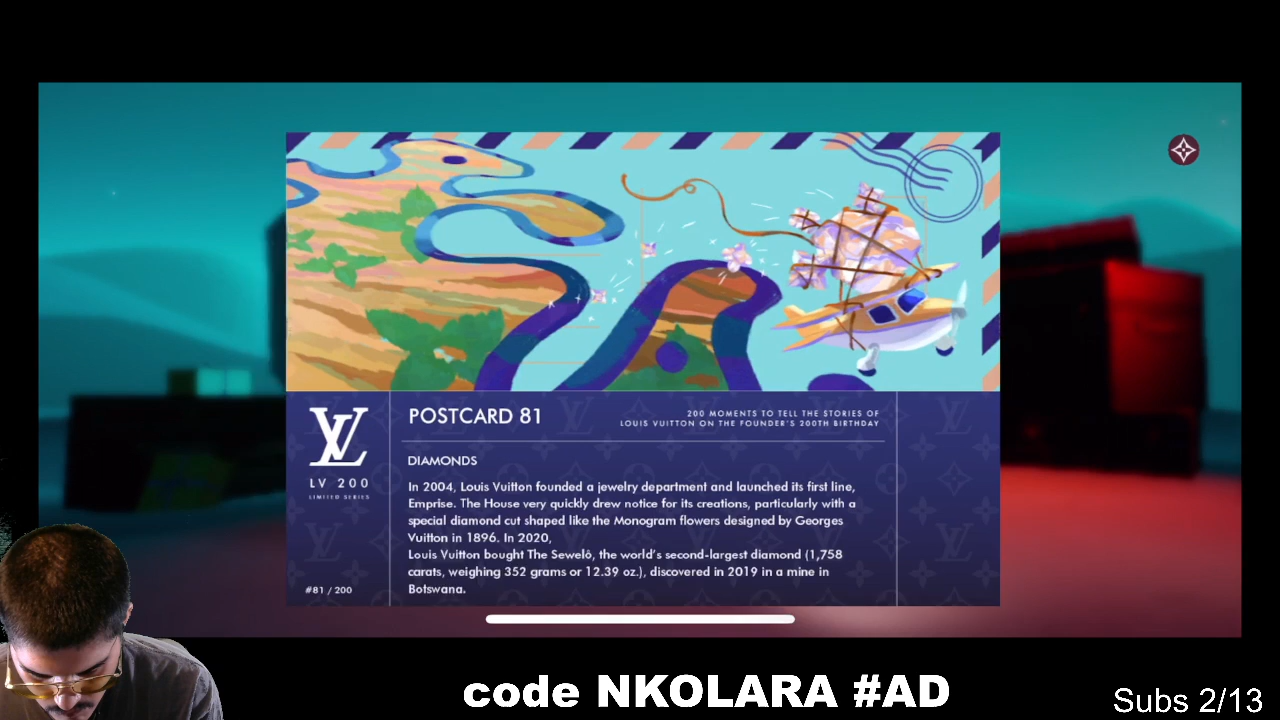 POSTCARD 81
200 MOMENTS TO TELL THE STORIES OF
LOUIS VUITTON ON THE FOUNDER'S 200TH BIRTHDAY
LV
LV 200
LIMITED SERIES
#81 / 200
DIAMONDS
In 2004, Louis Vuitton founded a jewelry department and launched its first line,
Emprise. The House very quickly drew notice for its creations, particularly with a
special diamond cut shaped like the Monogram flowers designed by Georges
Vuitton in 1896. In 2020,
Louis Vuitton bought The Sewelô, the world's second-largest diamond (1,758
carats, weighing 352 grams or 12.39 oz.), discovered in 2019 in a mine in
Botswana.
code NKOLARA #AD
Subs 2/13